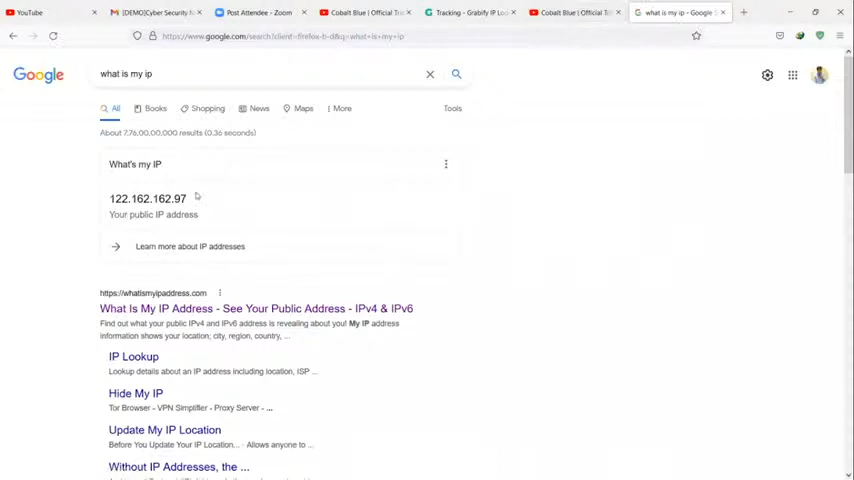 YouTube
[DEMO]Cyber Security
Post Attendee - Zoom
Cobalt Blue | Official
Tracking - Grabify IP Lo
Cobalt Blue | Official
what is my ip - Google S
https://www.google.com/search?client=firefox-b-d&q=what+is+my+ip
Google
what is my ip
All
Books
Shopping
News
Maps
More
Tools
About 7,76,00,00,000 results (0.36 seconds)
What's my IP
122.162.162.97
Your public IP address
Learn more about IP addresses
https://whatismyipaddress.com
What Is My IP Address - See Your Public Address - IPv4 & IPv6
Find out what your public IPv4 and IPv6 address is revealing about you! My IP address
information shows your location; city, region, country, ...
IP Lookup
Lookup details about an IP address including location, ISP ...
Hide My IP
Tor Browser - VPN Simplifier - Proxy Server - ...
Update My IP Location
Before You Update Your IP Location... · Allows anyone to ...
Without IP Addresses, the ...